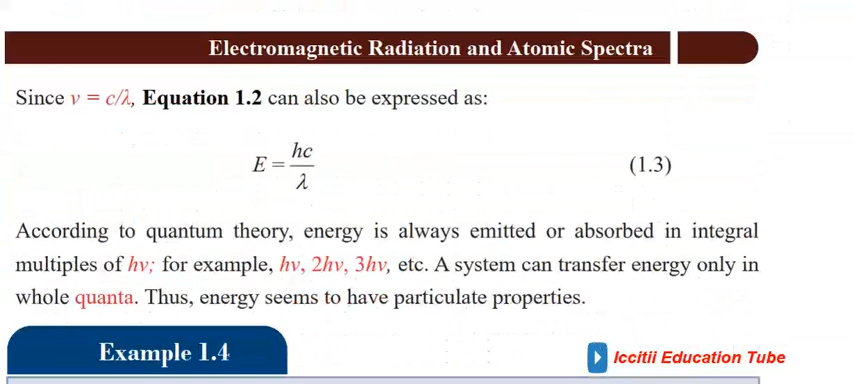 Electromagnetic Radiation and Atomic Spectra
Since ν = c/λ, Equation 1.2 can also be expressed as:
E = hc/λ (1.3)
According to quantum theory, energy is always emitted or absorbed in integral
multiples of hν; for example, hν, 2hν, 3hν, etc. A system can transfer energy only in
whole quanta. Thus, energy seems to have particulate properties.
Example 1.4
Iccitii Education Tube